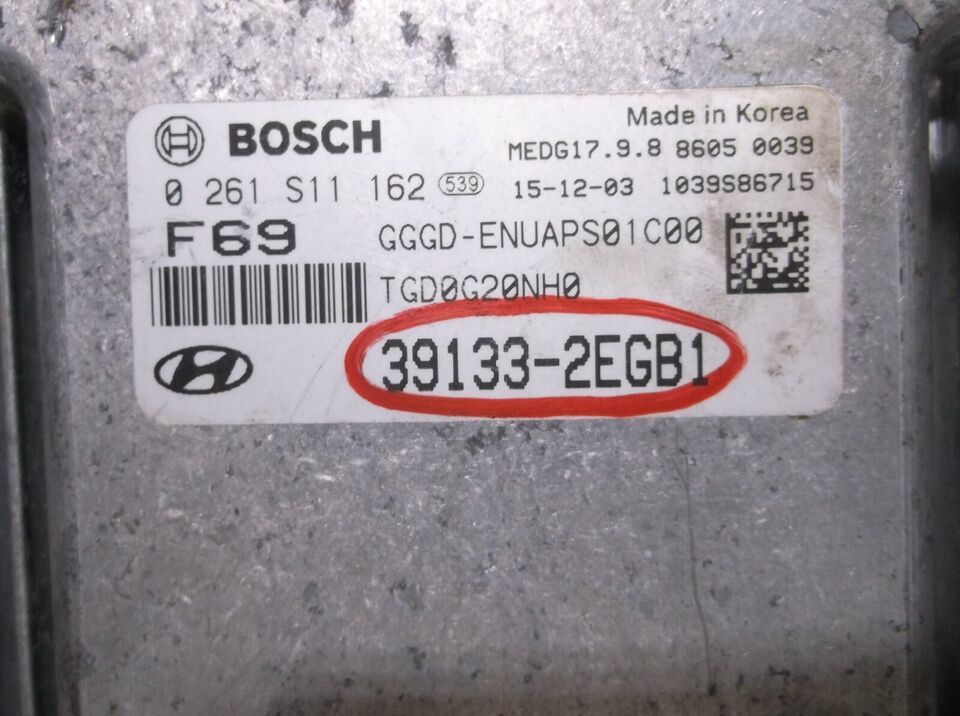 Made in Korea
BOSCH
MEDG17.9.8 8605 0039
0 261 S11 162 539 15-12-03 1039S86715
F69 GGGD-ENUAPS01C00
TGD0G20NH0
39133-2EGB1